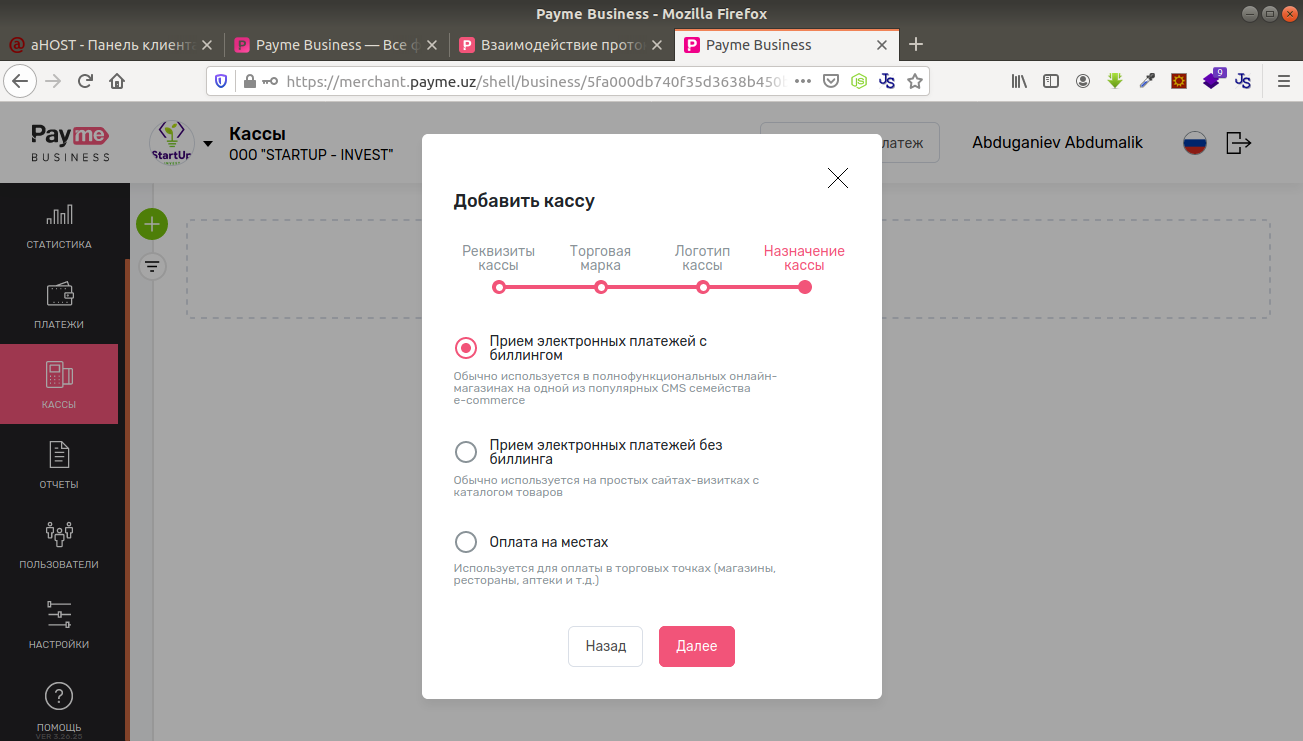 Payme Business - Mozilla Firefox
aHOST - Панель клиента
Payme Business — Все ф
Взаимодействие прото
Payme Business
https://merchant.payme.uz/shell/business/5fa000db740f35d3638b450
9
Payme
BUSINESS
StartUp
Кассы
ООО "STARTUP - INVEST"
латеж
Abduganiev Abdumalik
СТАТИСТИКА
ПЛАТЕЖИ
КАССЫ
ОТЧЕТЫ
ПОЛЬЗОВАТЕЛИ
НАСТРОЙКИ
ПОМОЩЬ
VER 3.26.25
Добавить кассу
Реквизиты кассы
Торговая марка
Логотип кассы
Назначение кассы
Прием электронных платежей с
биллингом
Обычно используется в полнофункциональных онлайн-
магазинах на одной из популярных CMS семейства
e-commerce
Прием электронных платежей без
биллинга
Обычно используется на простых сайтах-визитках с
каталогом товаров
Оплата на местах
Используется для оплаты в торговых точках (магазины,
рестораны, аптеки и т.д.)
Назад
Далее